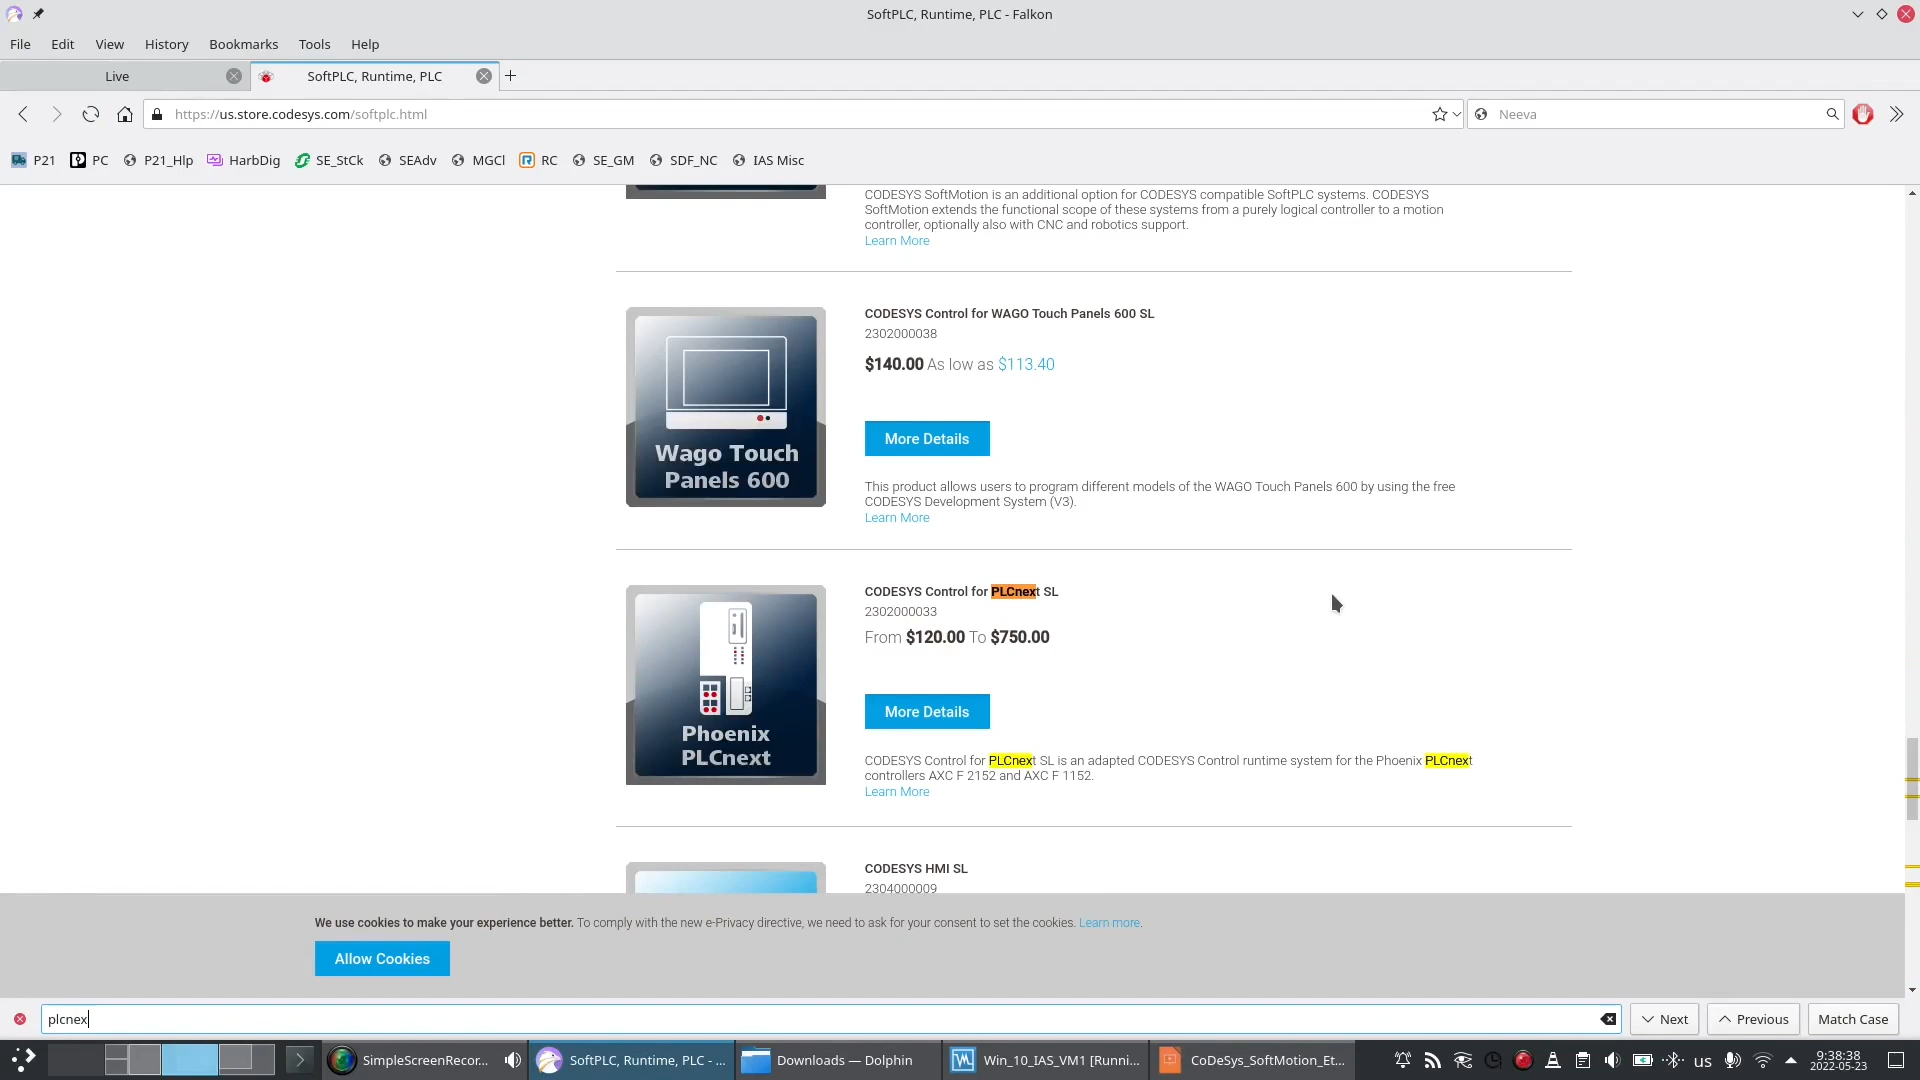 SoftPLC, Runtime, PLC - Falkon
File Edit View History Bookmarks Tools Help
Live
SoftPLC, Runtime, PLC
https://us.store.codesys.com/softplc.html
Neeva
P21 PC P21_Hlp HarbDig SE_StCk SEAdv MGCl RC SE_GM SDF_NC IAS Misc
CODESYS SoftMotion is an additional option for CODESYS compatible SoftPLC systems. CODESYS
SoftMotion extends the functional scope of these systems from a purely logical controller to a motion
controller, optionally also with CNC and robotics support.
Learn More
Wago Touch
Panels 600
CODESYS Control for WAGO Touch Panels 600 SL
2302000038
$140.00 As low as $113.40
More Details
This product allows users to program different models of the WAGO Touch Panels 600 by using the free
CODESYS Development System (V3).
Learn More
Phoenix
PLCnext
CODESYS Control for PLCnext SL
2302000033
From $120.00 To $750.00
More Details
CODESYS Control for PLCnext SL is an adapted CODESYS Control runtime system for the Phoenix PLCnext
controllers AXC F 2152 and AXC F 1152.
Learn More
CODESYS HMI SL
2304000009
We use cookies to make your experience better. To comply with the new e-Privacy directive, we need to ask for your consent to set the cookies. Learn more.
Allow Cookies
plcnex
Next Previous Match Case
SimpleScreenRecor... SoftPLC, Runtime, PLC - ... Downloads — Dolphin Win_10_IAS_VM1 [Runni... CoDeSys_SoftMotion_Et... us 9:38:38
2022-05-23